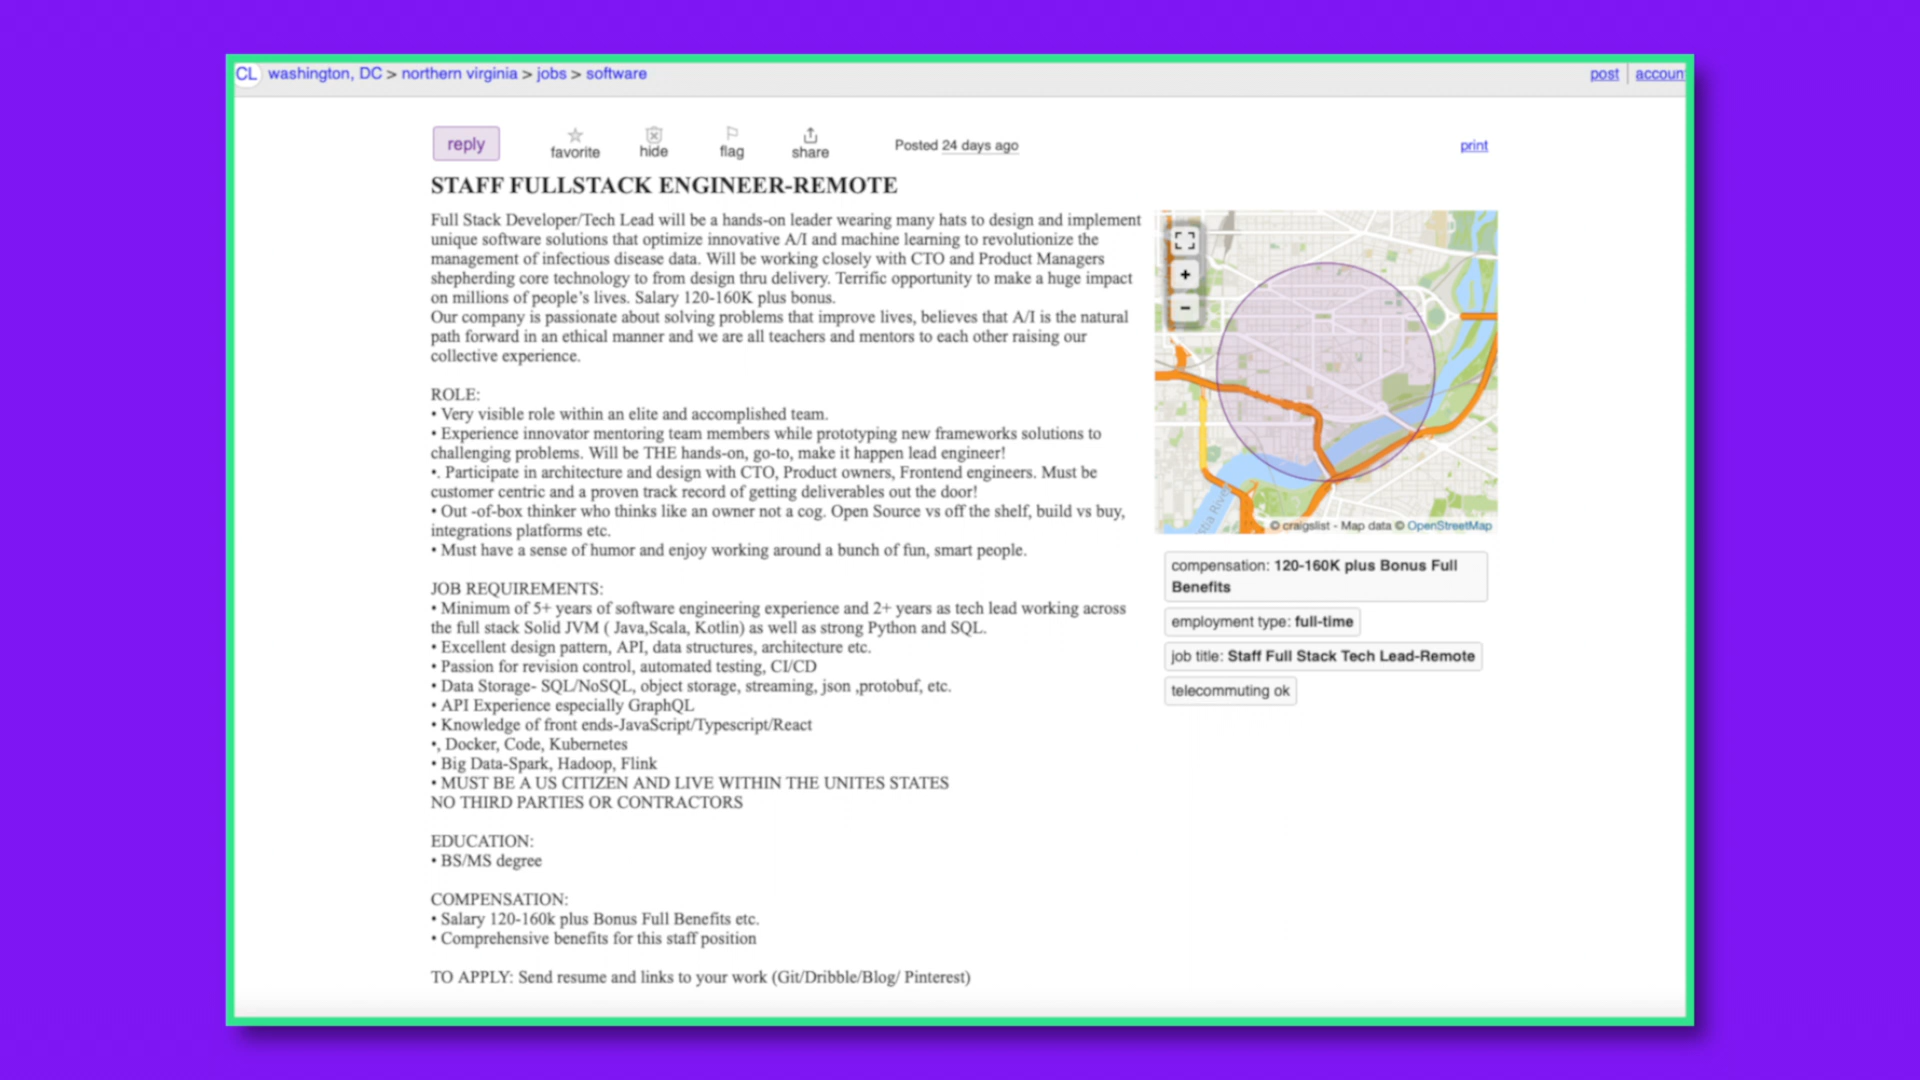 CL washington, DC > northern virginia > jobs > software
post
accoun
reply
favorite
hide
flag
share
Posted 24 days ago
print
STAFF FULLSTACK ENGINEER-REMOTE
Full Stack Developer/Tech Lead will be a hands-on leader wearing many hats to design and implement
unique software solutions that optimize innovative A/I and machine learning to revolutionize the
management of infectious disease data. Will be working closely with CTO and Product Managers
shepherding core technology to from design thru delivery. Terrific opportunity to make a huge impact
on millions of people's lives. Salary 120-160K plus bonus.
Our company is passionate about solving problems that improve lives, believes that A/I is the natural
path forward in an ethical manner and we are all teachers and mentors to each other raising our
collective experience.
ROLE:
• Very visible role within an elite and accomplished team.
• Experience innovator mentoring team members while prototyping new frameworks solutions to
challenging problems. Will be THE hands-on, go-to, make it happen lead engineer!
•. Participate in architecture and design with CTO, Product owners, Frontend engineers. Must be
customer centric and a proven track record of getting deliverables out the door!
• Out -of-box thinker who thinks like an owner not a cog. Open Source vs off the shelf, build vs buy,
integrations platforms etc.
• Must have a sense of humor and enjoy working around a bunch of fun, smart people.
JOB REQUIREMENTS:
• Minimum of 5+ years of software engineering experience and 2+ years as tech lead working across
the full stack Solid JVM ( Java,Scala, Kotlin) as well as strong Python and SQL.
• Excellent design pattern, API, data structures, architecture etc.
• Passion for revision control, automated testing, CI/CD
• Data Storage- SQL/NoSQL, object storage, streaming, json ,protobuf, etc.
• API Experience especially GraphQL
• Knowledge of front ends-JavaScript/Typescript/React
•, Docker, Code, Kubernetes
• Big Data-Spark, Hadoop, Flink
• MUST BE A US CITIZEN AND LIVE WITHIN THE UNITES STATES
NO THIRD PARTIES OR CONTRACTORS
EDUCATION:
• BS/MS degree
COMPENSATION:
• Salary 120-160k plus Bonus Full Benefits etc.
• Comprehensive benefits for this staff position
TO APPLY: Send resume and links to your work (Git/Dribble/Blog/ Pinterest)
+
-
© craigslist - Map data © OpenStreetMap
compensation: 120-160K plus Bonus Full
Benefits
employment type: full-time
job title: Staff Full Stack Tech Lead-Remote
telecommuting ok